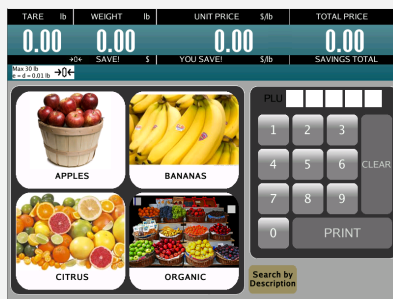 TARE lb WEIGHT lb UNIT PRICE $/lb TOTAL PRICE
0.00 0.00 0.00 0.00
→0← SAVE! $ YOU SAVE! $/lb SAVINGS TOTAL
Max 30 lb
e = d = 0.01 lb →0←
PLU
1 2 3
4 5 6 CLEAR
7 8 9
0 PRINT
APPLES BANANAS
CITRUS ORGANIC
Search by
Description